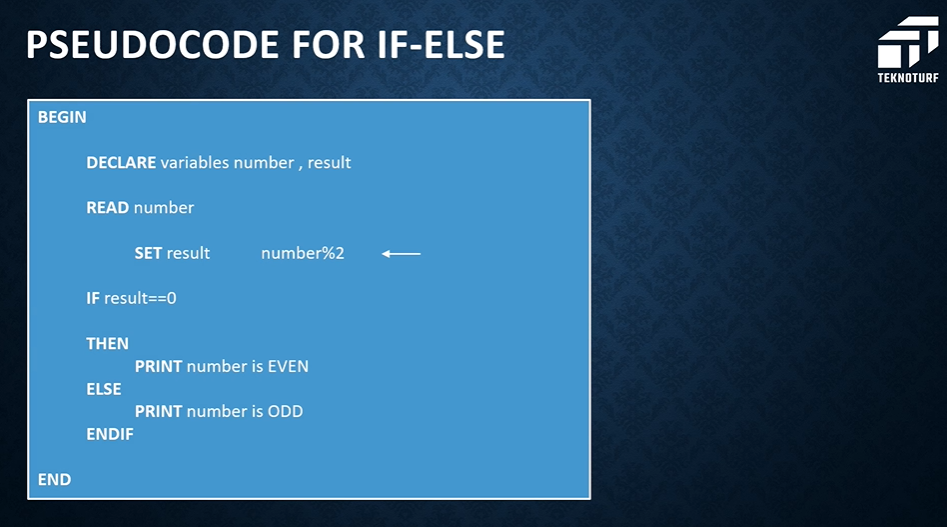 PSEUDOCODE FOR IF-ELSE
TEKNOTURF
BEGIN
DECLARE variables number , result
READ number
SET result number%2 ←
IF result==0
THEN
PRINT number is EVEN
ELSE
PRINT number is ODD
ENDIF
END